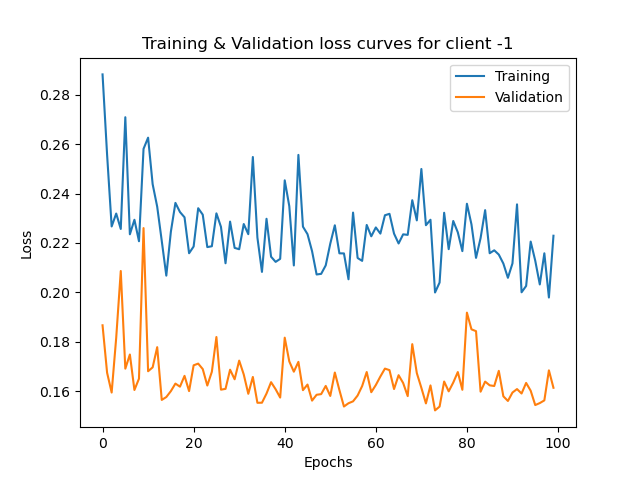 Training & Validation loss curves for client -1
Training
Validation
Loss
0.28
0.26
0.24
0.22
0.20
0.18
0.16
0
20
40
60
80
100
Epochs